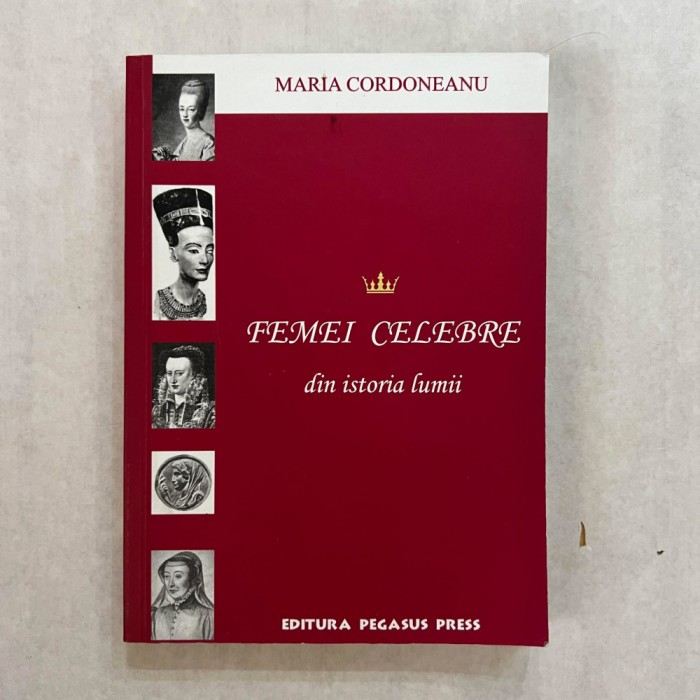 MARIA CORDONEANU
FEMEI CELEBRE
din istoria lumii
EDITURA PEGASUS PRESS